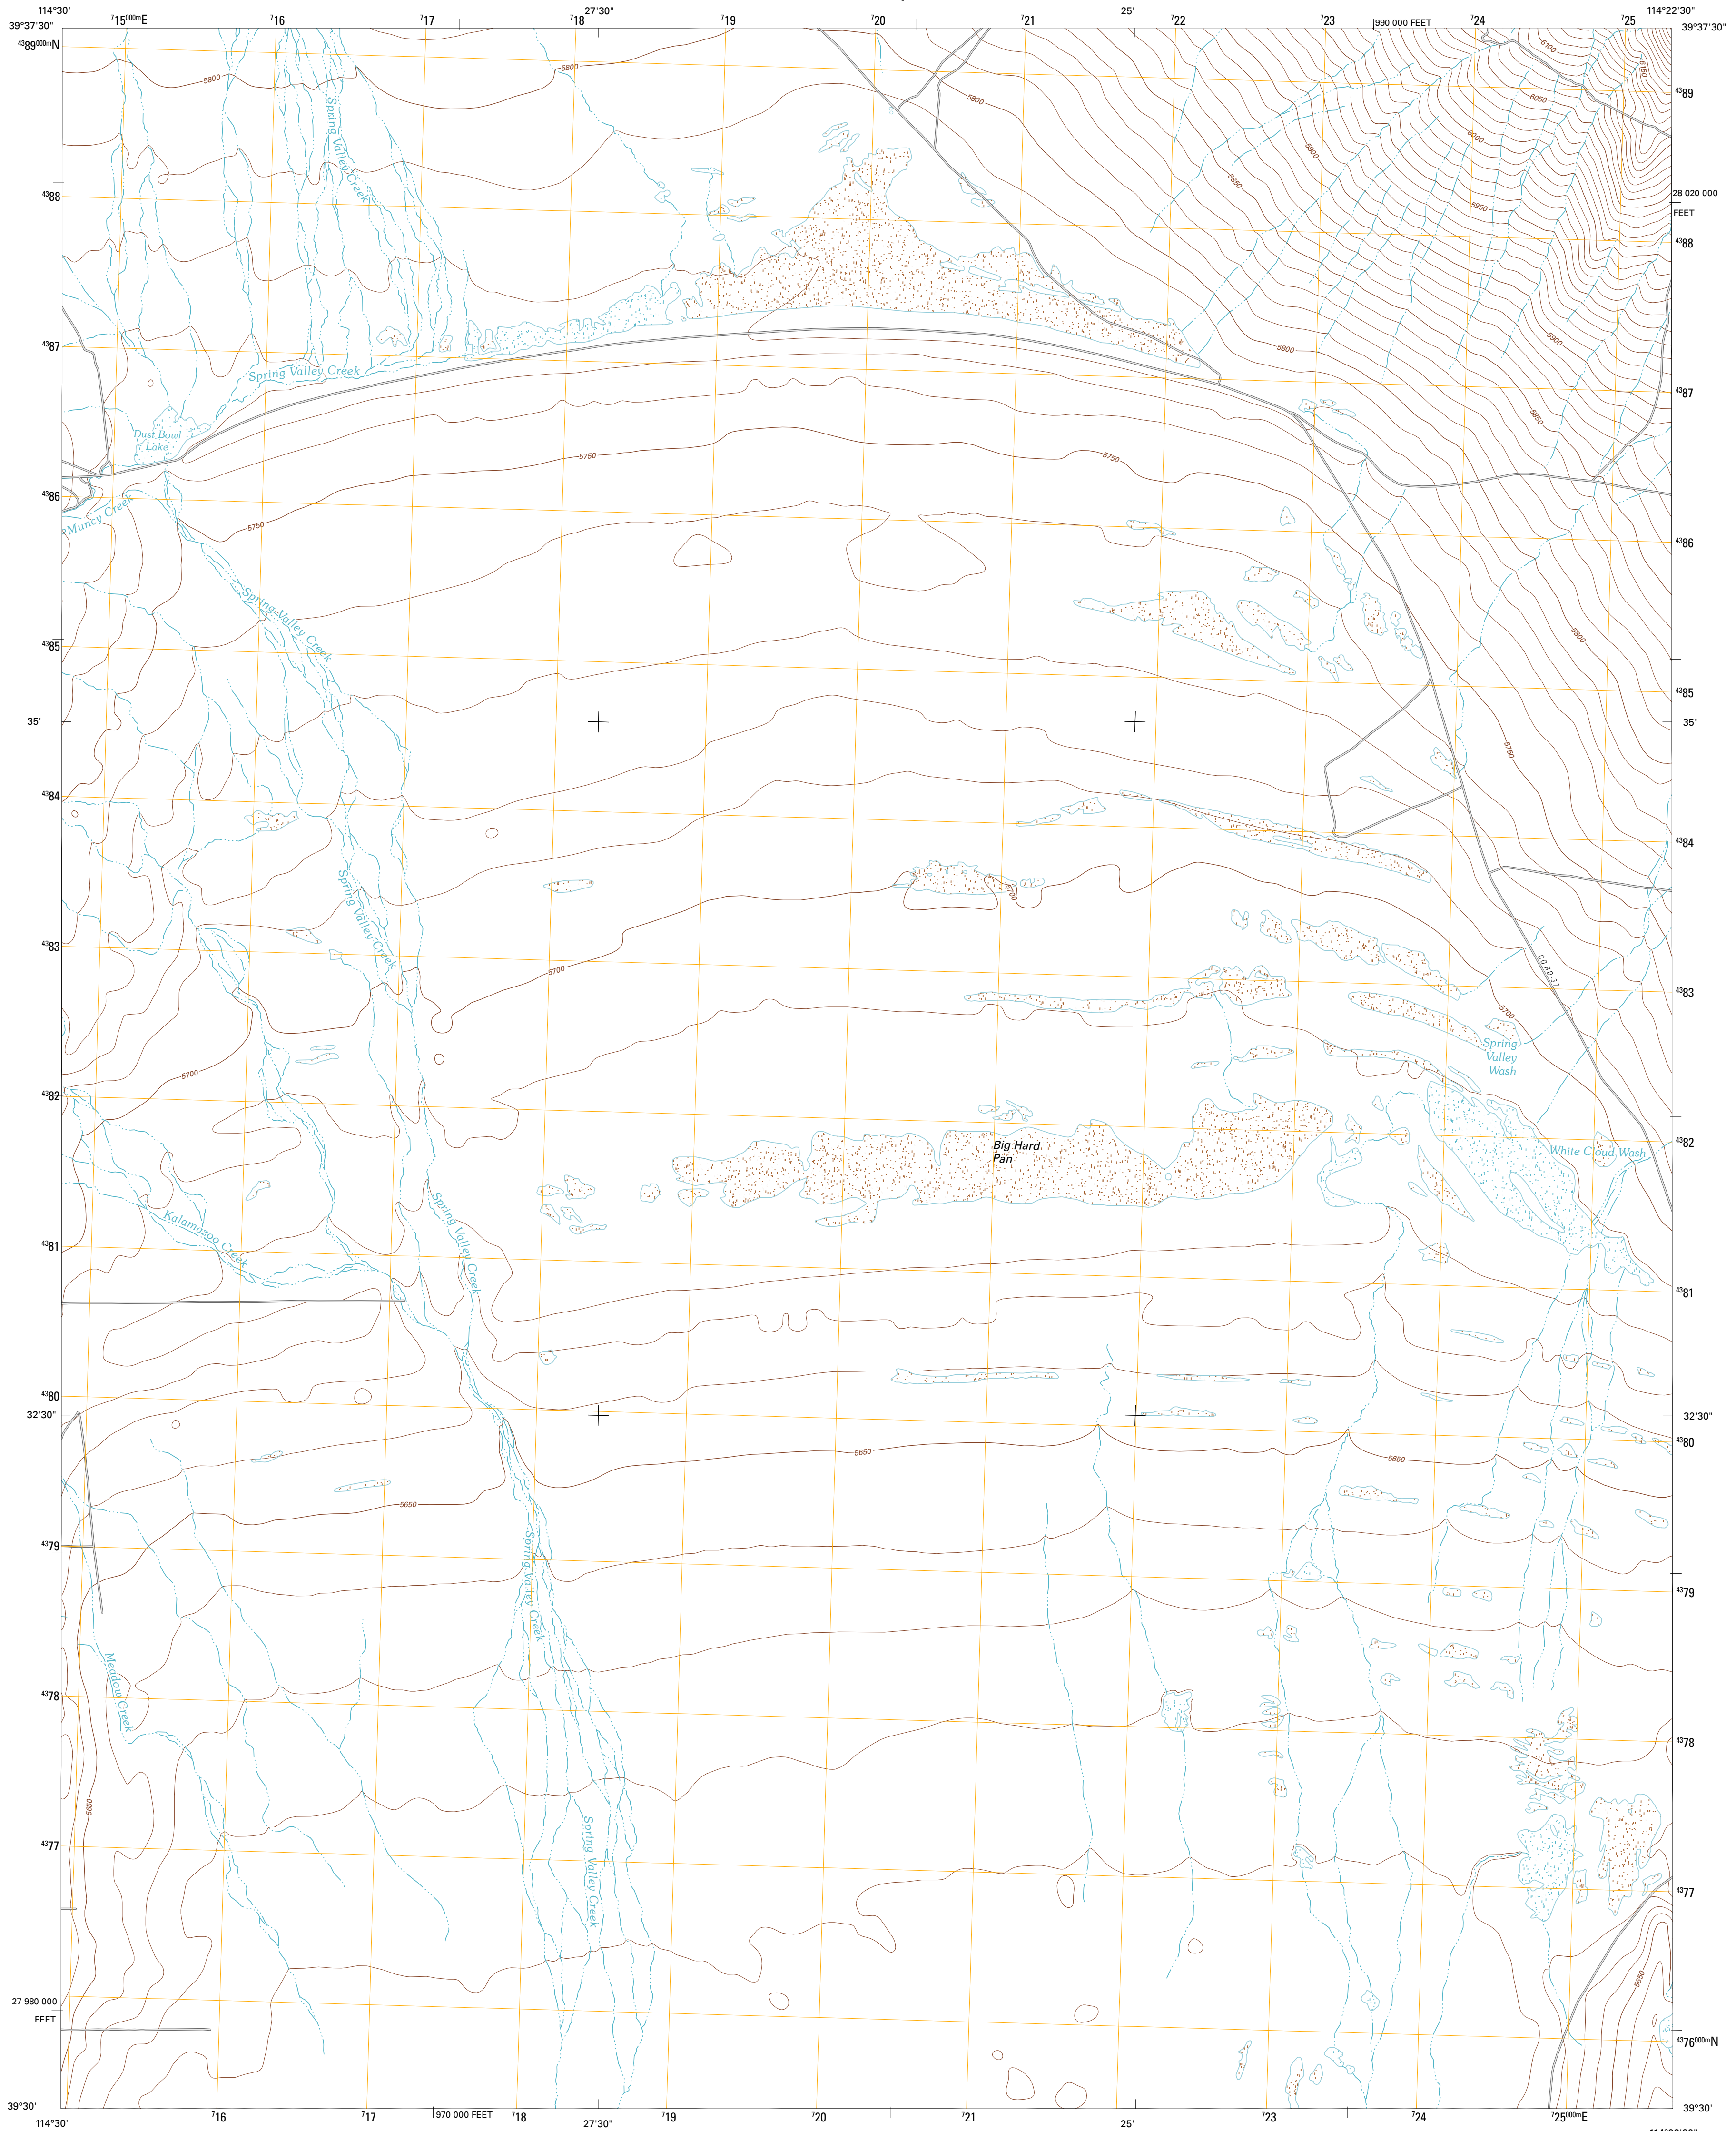 114°30'
⁷15⁰⁰⁰ᵐE
⁷16
⁷17
⁷18
27'30"
⁷19
⁷20
⁷21
25'
⁷22
⁷23
990 000 FEET
⁷24
⁷25
114°22'30"
39°37'30"
39°37'30"
⁴³89⁰⁰⁰ᵐN
5800
5800
5800
6100
6150
6050
6000
5900
5850
5950
⁴³89
Spring Valley Creek
⁴³88
28 020 000
FEET
⁴³88
⁴³87
5800
5900
5850
5800
⁴³87
Spring Valley Creek
Dust Bowl
Lake
5750
5750
5750
⁴³86
Muncy Creek
⁴³86
Spring Valley Creek
⁴³85
⁴³85
35'
35'
5750
⁴³84
⁴³84
Spring Valley Creek
5700
⁴³83
5700
CO RD 37
⁴³83
5700
Spring
Valley
Wash
5700
⁴³82
Big Hard
Pan
White Cloud Wash
⁴³82
Kalamazoo Creek
Spring Valley Creek
⁴³81
⁴³81
⁴³80
32'30"
32'30"
⁴³80
5650
5650
5650
⁴³79
Spring Valley Creek
⁴³79
Meadow Creek
⁴³78
⁴³78
5650
Spring Valley Creek
⁴³77
⁴³77
5650
27 980 000
FEET
⁴³76⁰⁰⁰ᵐN
39°30'
39°30'
114°30'
⁷16
⁷17
970 000 FEET
⁷18
27'30"
⁷19
⁷20
⁷21
25'
⁷23
⁷24
⁷25⁰⁰⁰ᵐE